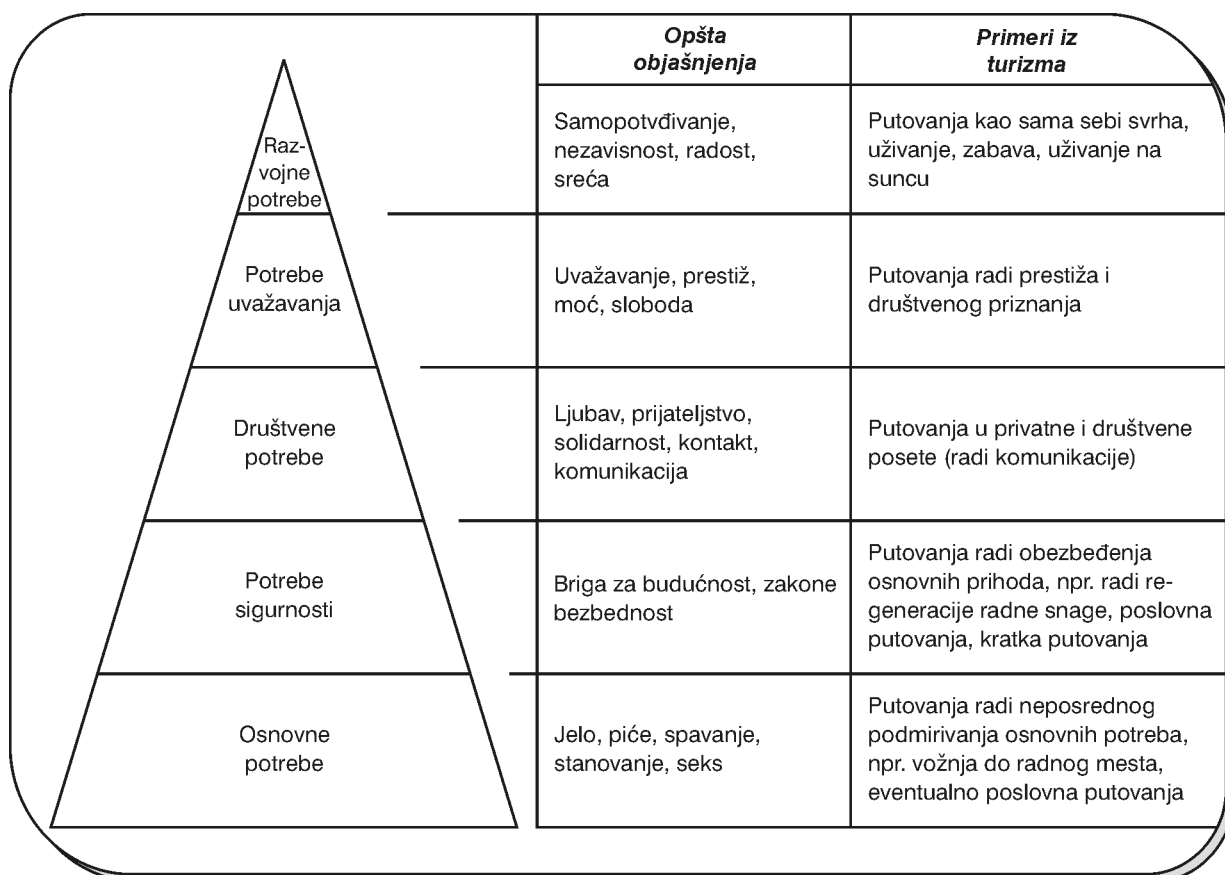 Opšta
objašnjenja
Primeri iz
turizma
Raz-
vojne
potrebe
Samopotvđivanje,
nezavisnost, radost,
sreća
Putovanja kao sama sebi svrha,
uživanje, zabava, uživanje na
suncu
Potrebe
uvažavanja
Uvažavanje, prestiž,
moć, sloboda
Putovanja radi prestiža i
društvenog priznanja
Društvene
potrebe
Ljubav, prijateljstvo,
solidarnost, kontakt,
komunikacija
Putovanja u privatne i društvene
posete (radi komunikacije)
Potrebe
sigurnosti
Briga za budućnost, zakone
bezbednost
Putovanja radi obezbeđenja
osnovnih prihoda, npr. radi re-
generacije radne snage, poslovna
putovanja, kratka putovanja
Osnovne
potrebe
Jelo, piće, spavanje,
stanovanje, seks
Putovanja radi neposrednog
podmirivanja osnovnih potreba,
npr. vožnja do radnog mesta,
eventualno poslovna putovanja